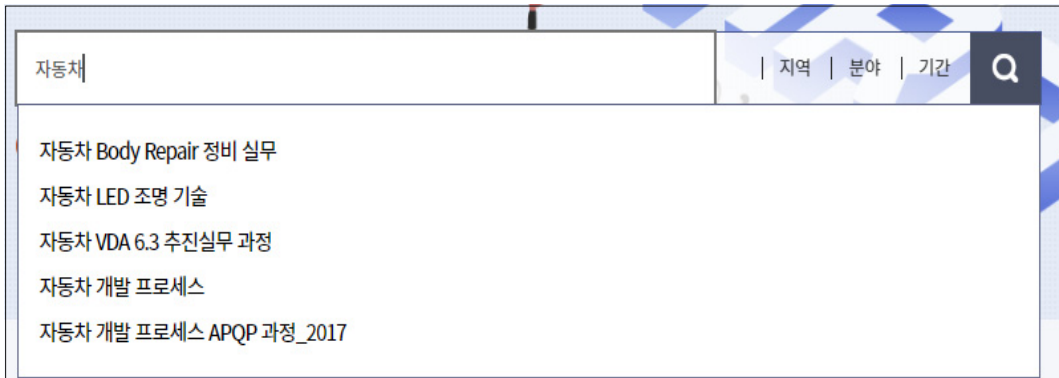 자동차 | 지역 | 분야 | 기간
자동차 Body Repair 정비 실무
자동차 LED 조명 기술
자동차 VDA 6.3 추진실무 과정
자동차 개발 프로세스
자동차 개발 프로세스 APQP 과정_2017